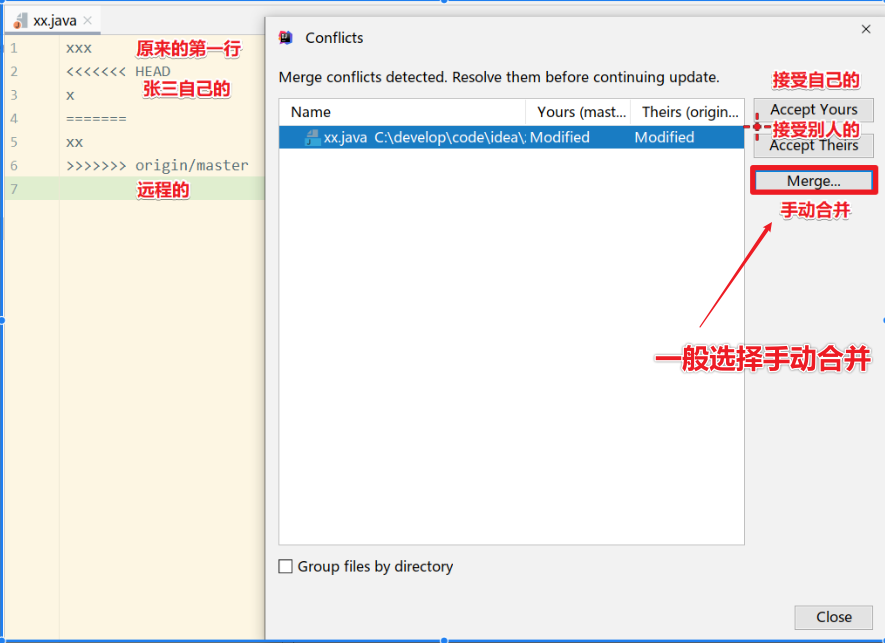 xx.java
1 xxx 原来的第一行
2 <<<<<<< HEAD
3 x 张三自己的
4 =======
5 xx
6 >>>>>>> origin/master
7 远程的
Conflicts
Merge conflicts detected. Resolve them before continuing update.
接受自己的
Name Yours (mast... Theirs (origin...
Accept Yours
xx.java C:\develop\code\idea\ Modified Modified
接受别人的
Accept Theirs
Merge...
手动合并
一般选择手动合并
Group files by directory
Close